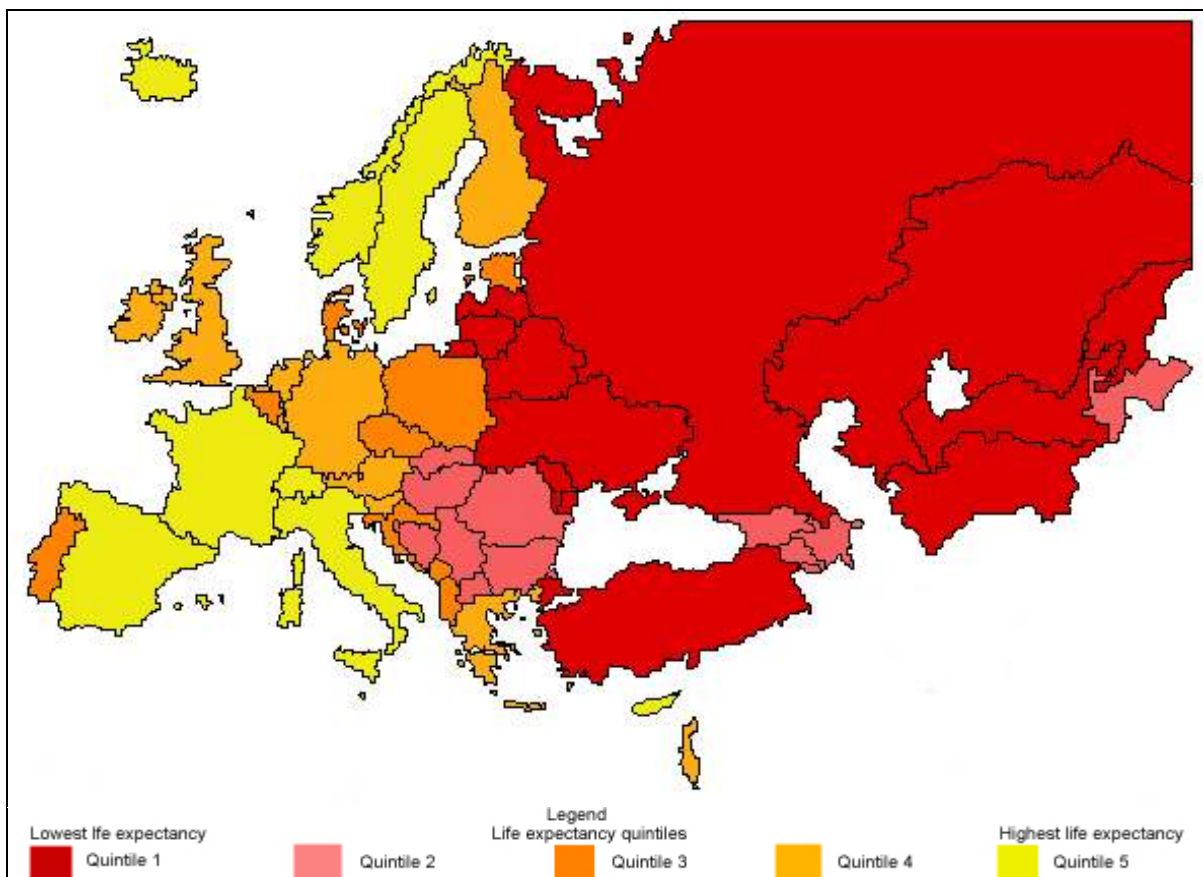 Legend
Lowest lfe expectancy Life expectancy quintiles Highest life expectancy
Quintile 1 Quintile 2 Quintile 3 Quintile 4 Quintile 5